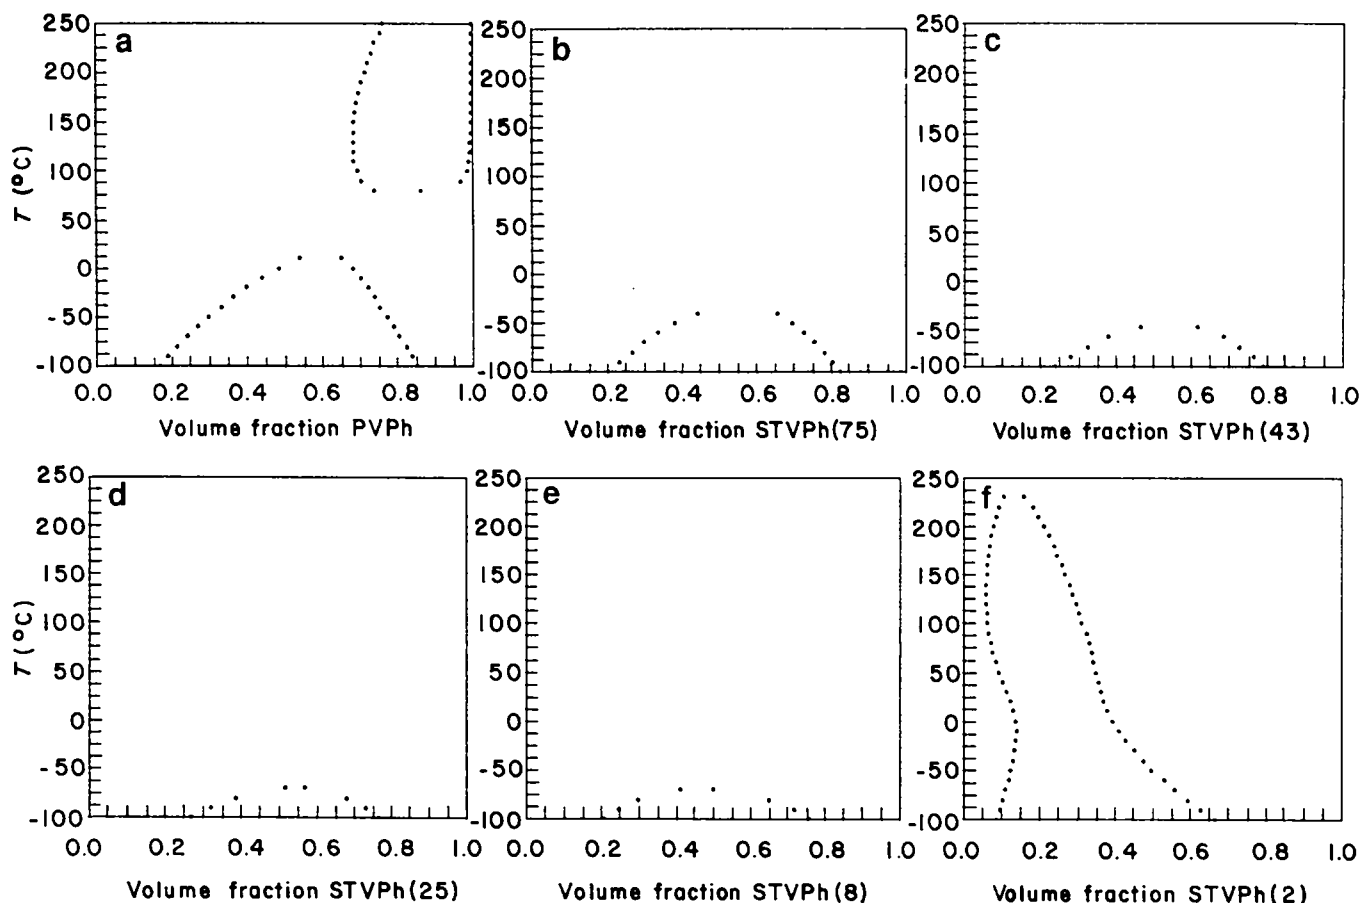 a
250
200
150
100
50
0
-50
-100
T (°C)
0.0 0.2 0.4 0.6 0.8 1.0
Volume fraction PVPh
b
250
200
150
100
50
0
-50
-100
0.0 0.2 0.4 0.6 0.8 1.0
Volume fraction STVPh(75)
c
250
200
150
100
50
0
-50
-100
0.0 0.2 0.4 0.6 0.8 1.0
Volume fraction STVPh(43)
d
250
200
150
100
50
0
-50
-100
T (°C)
0.0 0.2 0.4 0.6 0.8 1.0
Volume fraction STVPh(25)
e
250
200
150
100
50
0
-50
-100
0.0 0.2 0.4 0.6 0.8 1.0
Volume fraction STVPh(8)
f
250
200
150
100
50
0
-50
-100
0.0 0.2 0.4 0.6 0.8 1.0
Volume fraction STVPh(2)